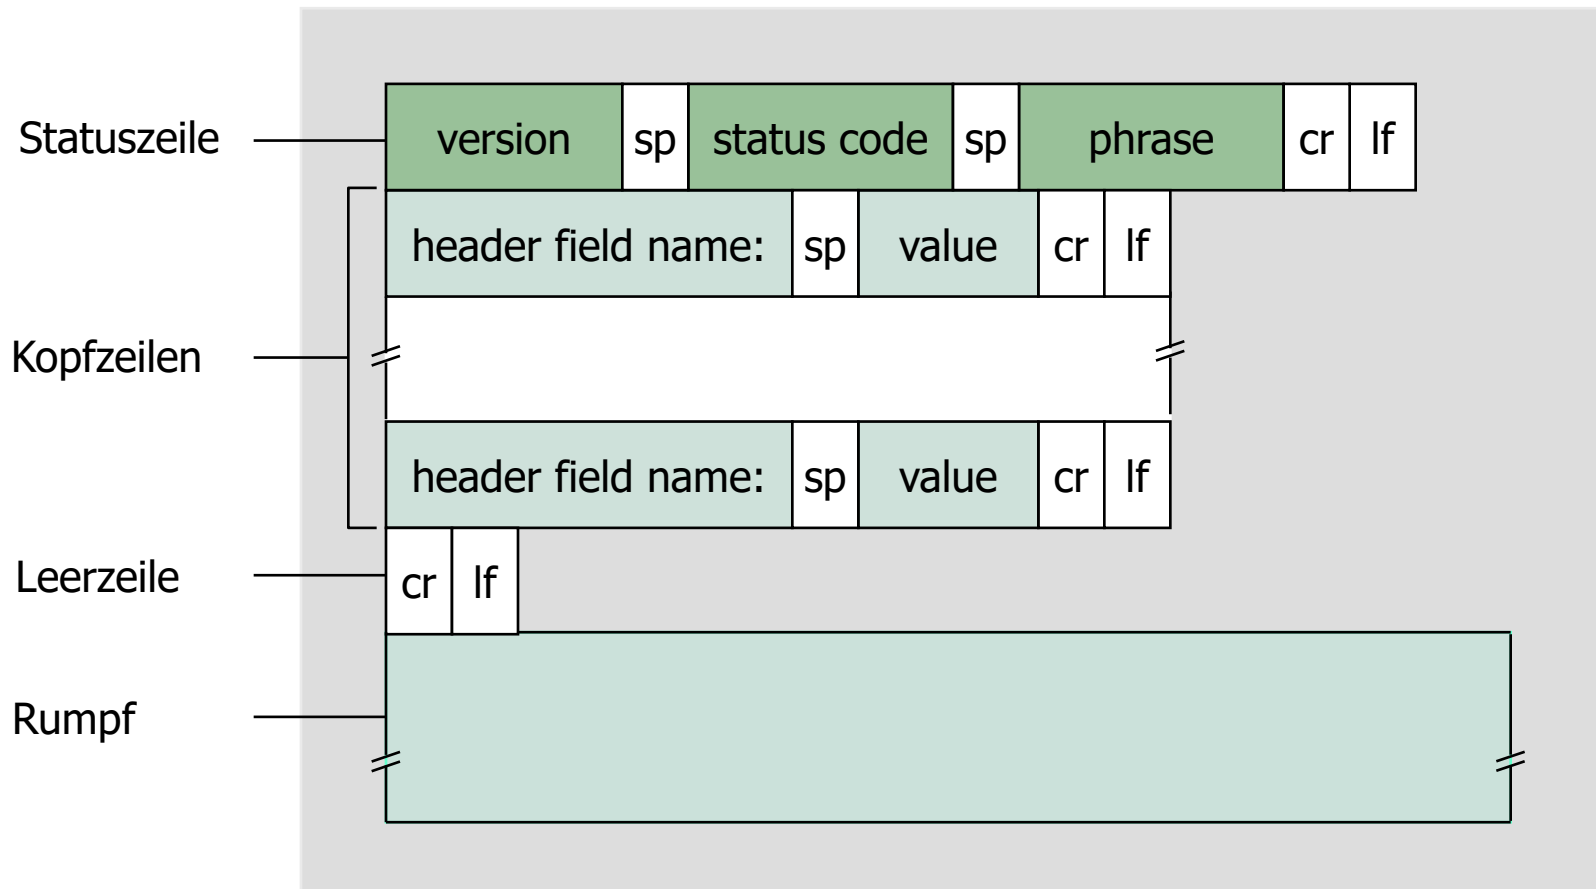 Statuszeile version sp status code sp phrase cr lf
header field name: sp value cr lf
Kopfzeilen
header field name: sp value cr lf
Leerzeile cr lf
Rumpf